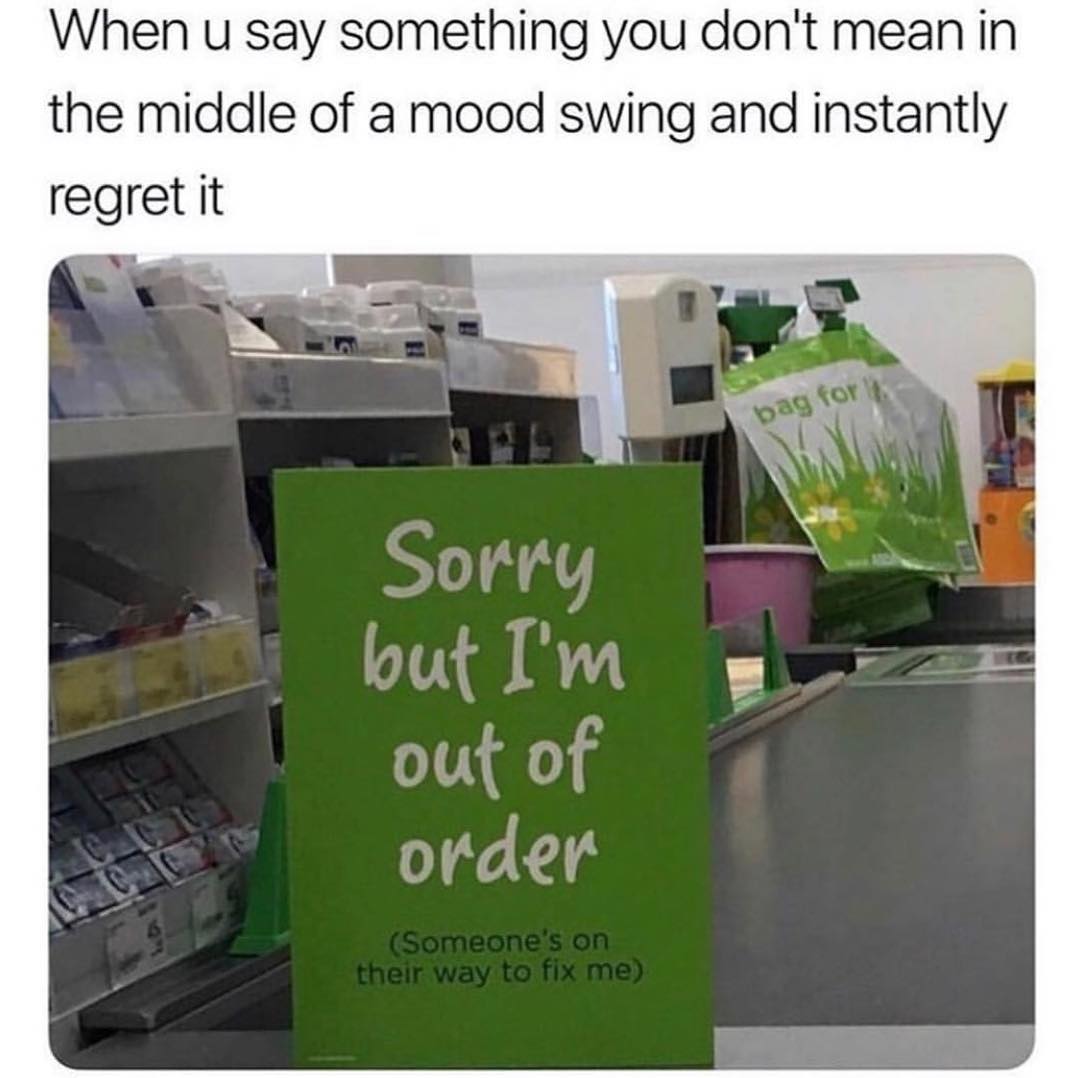 When u say something you don't mean in
the middle of a mood swing and instantly
regret it
bag for
Sorry
but I'm
out of
order
(Someone's on
their way to fix me)